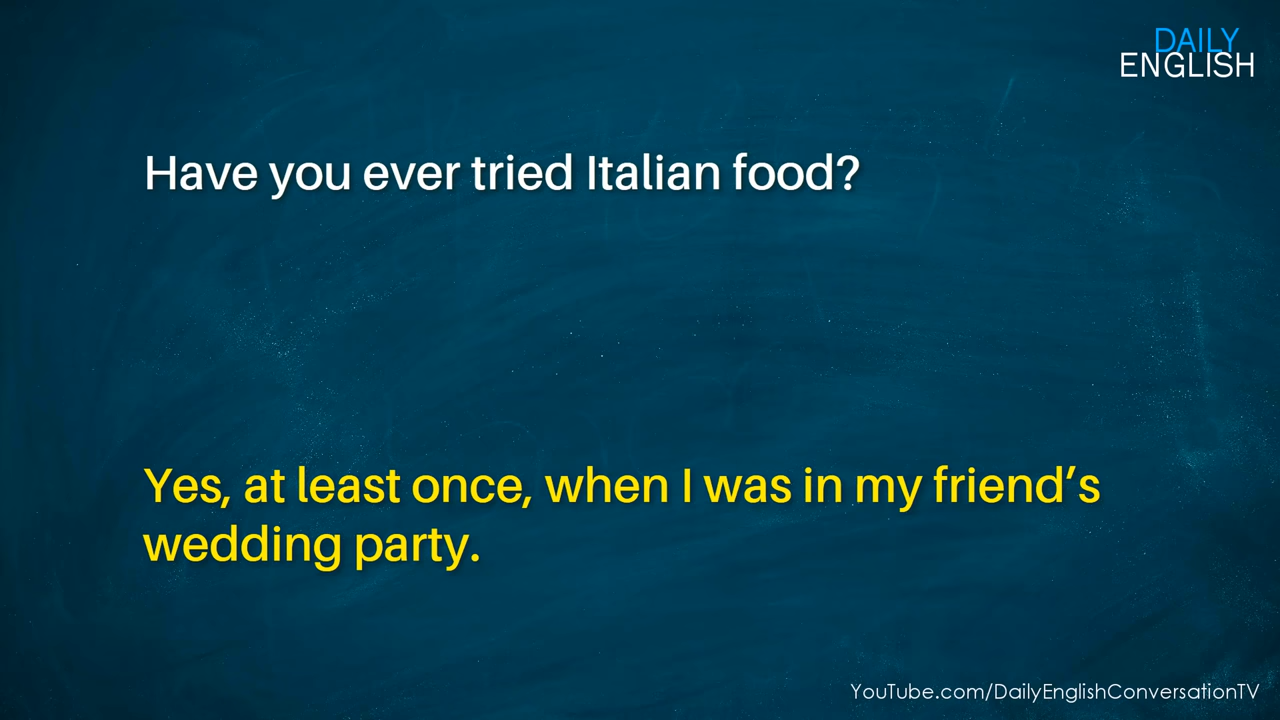 DAILY
ENGLISH
Have you ever tried Italian food?
Yes, at least once, when I was in my friend’s
wedding party.
YouTube.com/DailyEnglishConversationTV